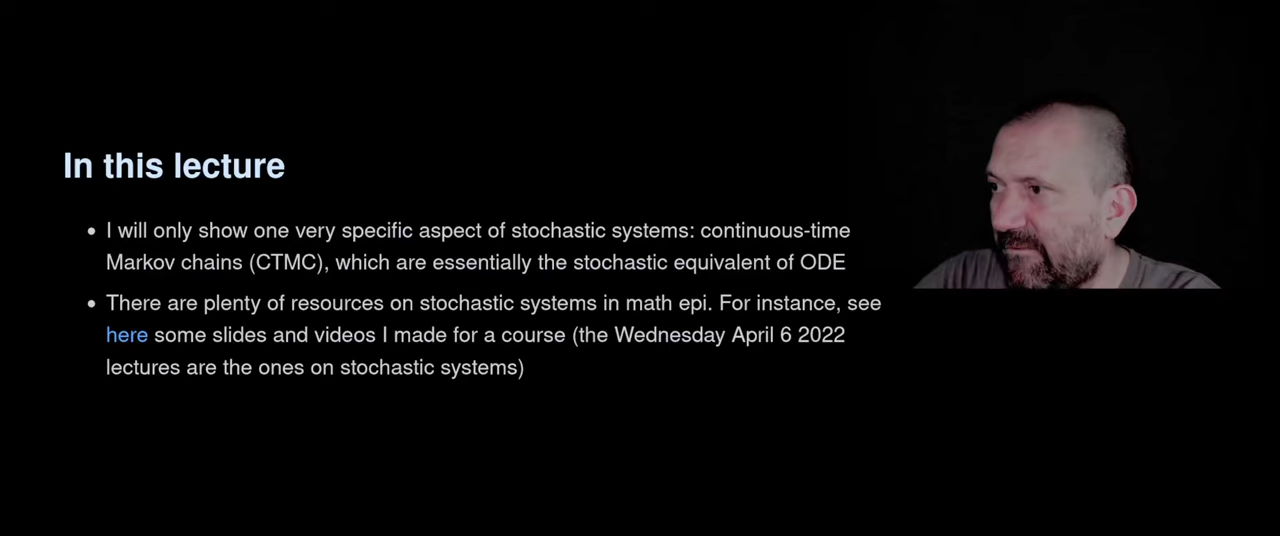 In this lecture
• I will only show one very specific aspect of stochastic systems: continuous-time
Markov chains (CTMC), which are essentially the stochastic equivalent of ODE
• There are plenty of resources on stochastic systems in math epi. For instance, see
here some slides and videos I made for a course (the Wednesday April 6 2022
lectures are the ones on stochastic systems)